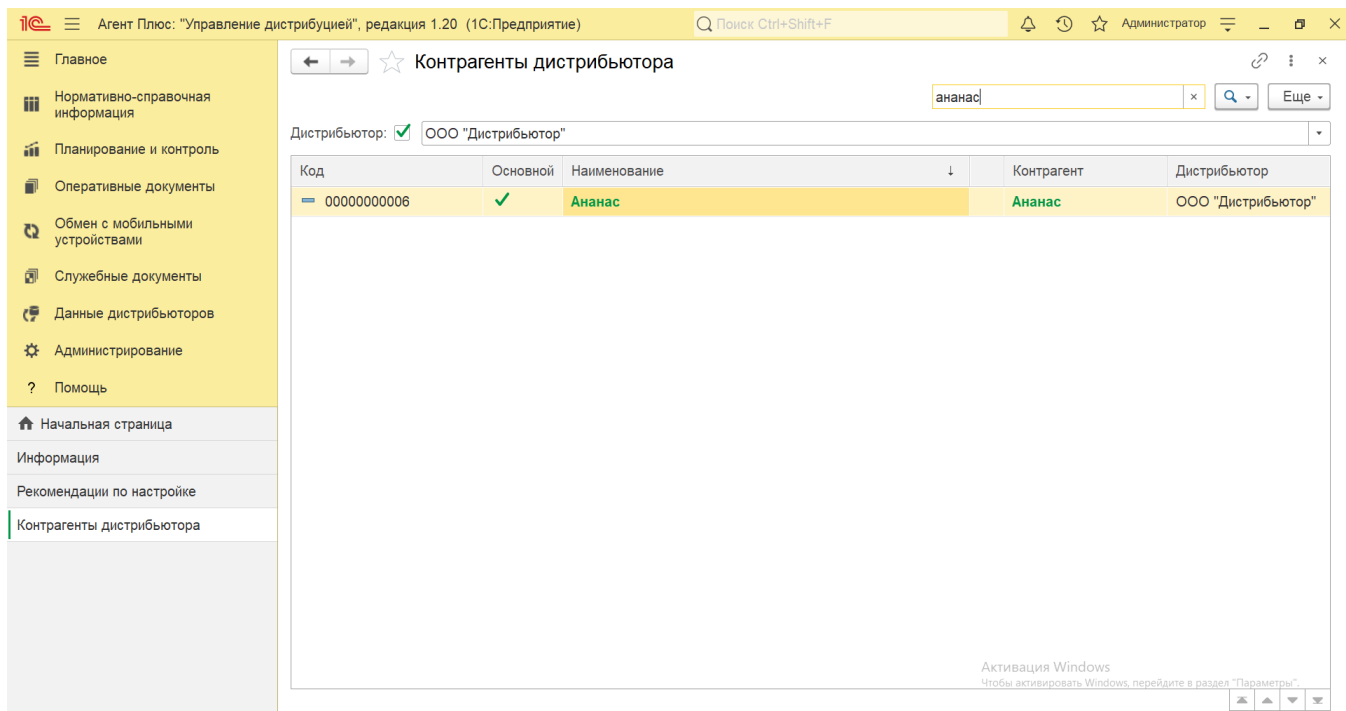 Агент Плюс: "Управление дистрибуцией", редакция 1.20 (1С:Предприятие)
Поиск Ctrl+Shift+F
Администратор
Главное
Нормативно-справочная
информация
Планирование и контроль
Оперативные документы
Обмен с мобильными
устройствами
Служебные документы
Данные дистрибьюторов
Администрирование
? Помощь
Начальная страница
Информация
Рекомендации по настройке
Контрагенты дистрибьютора
Контрагенты дистрибьютора
ананас
Еще
Дистрибьютор: ООО "Дистрибьютор"
Код Основной Наименование ↓ Контрагент Дистрибьютор
00000000006 Ананас Ананас ООО "Дистрибьютор"
Активация Windows
Чтобы активировать Windows, перейдите в раздел "Параметры".